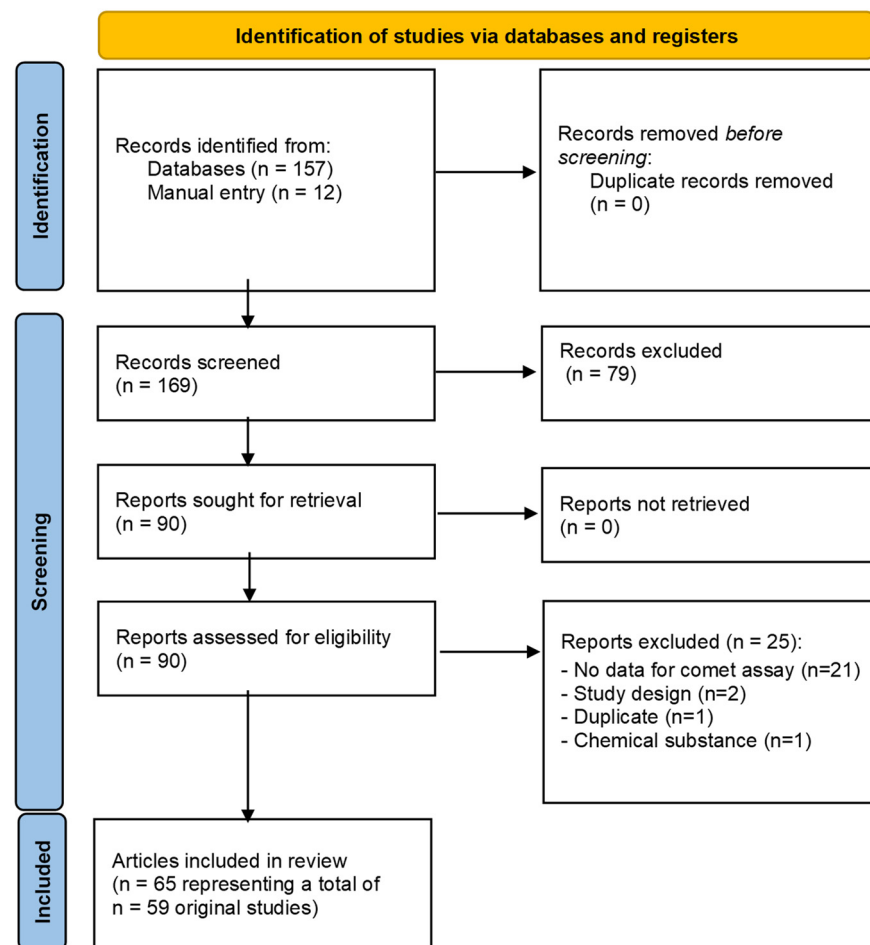 Identification of studies via databases and registers
Identification
Records identified from:
Databases (n = 157)
Manual entry (n = 12)
Records removed before
screening:
Duplicate records removed
(n = 0)
Screening
Records screened
(n = 169)
Records excluded
(n = 79)
Reports sought for retrieval
(n = 90)
Reports not retrieved
(n = 0)
Reports assessed for eligibility
(n = 90)
Reports excluded (n = 25):
- No data for comet assay (n=21)
- Study design (n=2)
- Duplicate (n=1)
- Chemical substance (n=1)
Included
Articles included in review
(n = 65 representing a total of
n = 59 original studies)